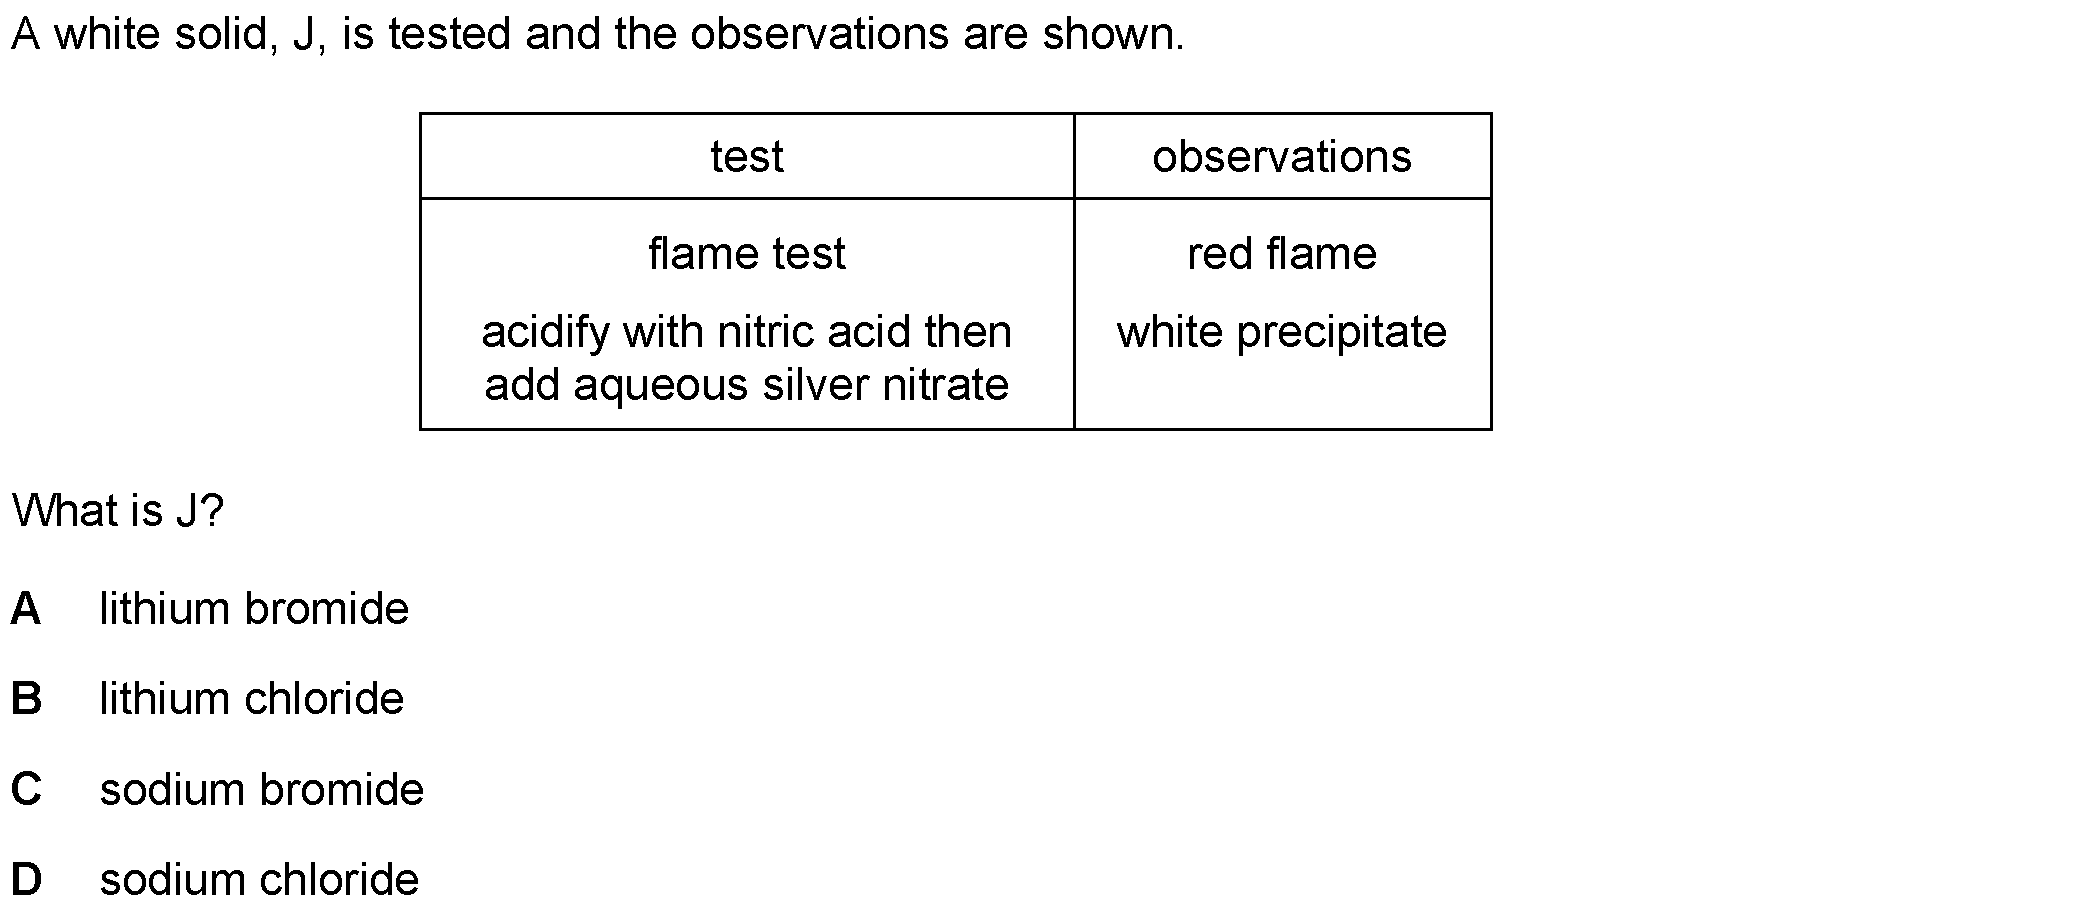 A white solid, J, is tested and the observations are shown.
test observations
flame test red flame
acidify with nitric acid then white precipitate
add aqueous silver nitrate
What is J?
A lithium bromide
B lithium chloride
C sodium bromide
D sodium chloride